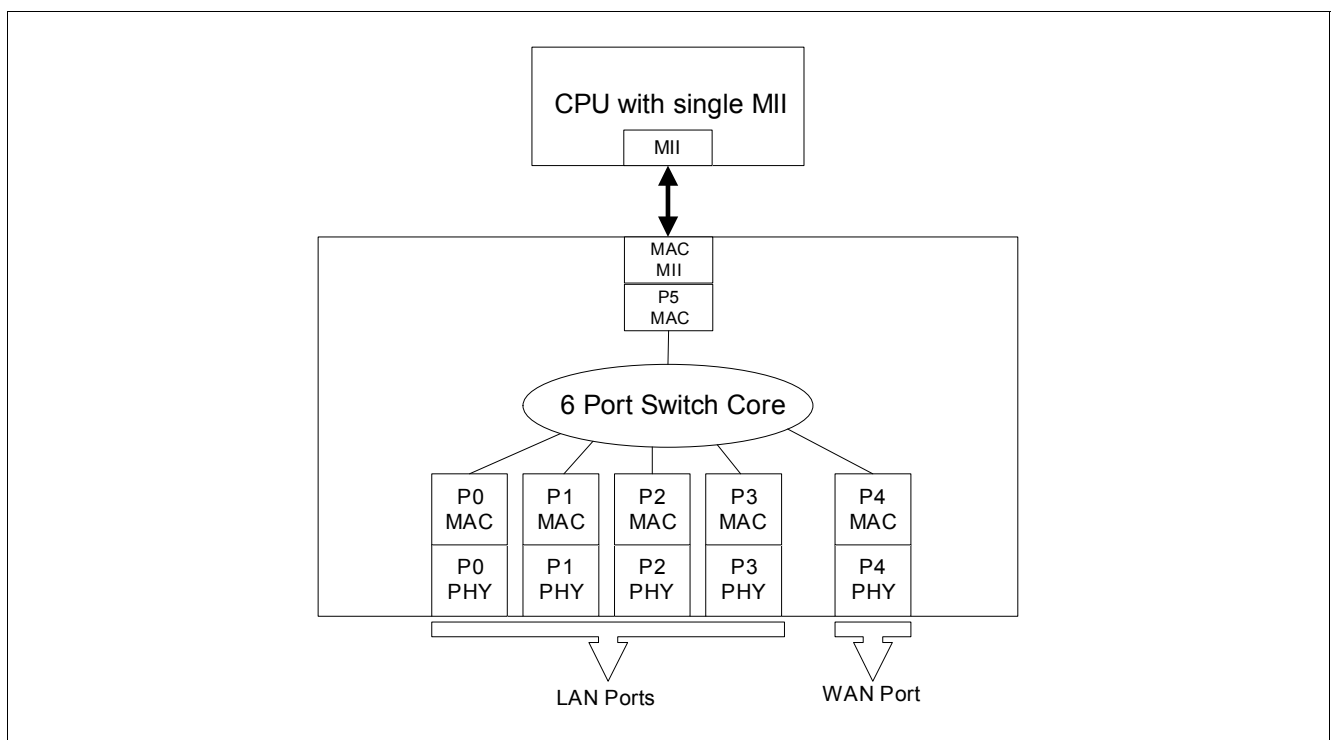 CPU with single MII
MII
MAC
MII
P5
MAC
6 Port Switch Core
P0
MAC
P1
MAC
P2
MAC
P3
MAC
P4
MAC
P0
PHY
P1
PHY
P2
PHY
P3
PHY
P4
PHY
LAN Ports
WAN Port